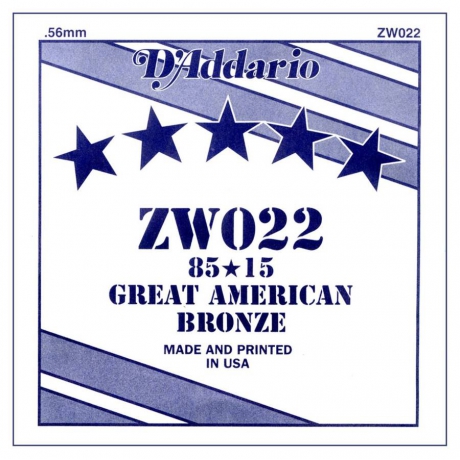 .56mm ZW022
D'Addario
ZW022
85★15
GREAT AMERICAN
BRONZE
MADE AND PRINTED
IN USA